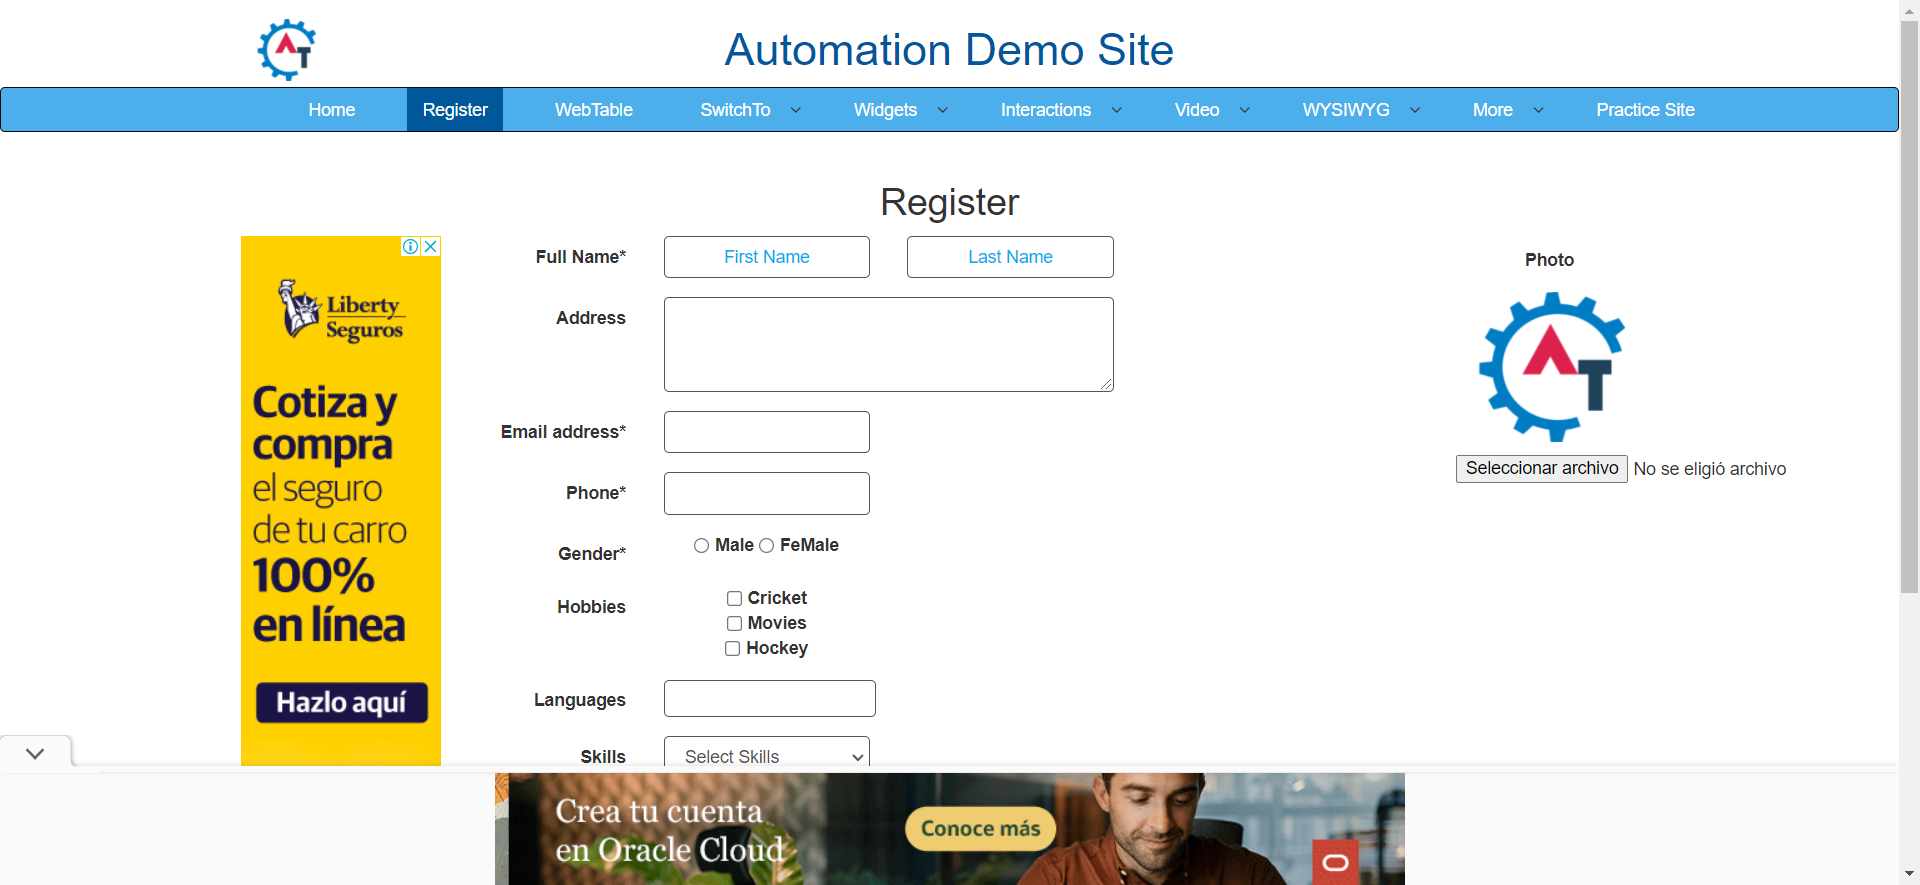 AT
Automation Demo Site
Home Register WebTable SwitchTo Widgets Interactions Video WYSIWYG More Practice Site
Register
Full Name* First Name Last Name
Address
Email address*
Phone*
Gender* Male FeMale
Hobbies Cricket
Movies
Hockey
Languages
Skills Select Skills
Photo
AT
Seleccionar archivo No se eligió archivo
Liberty
Seguros
Cotiza y
compra
el seguro
de tu carro
100%
en línea
Hazlo aquí
Crea tu cuenta
en Oracle Cloud
Conoce más